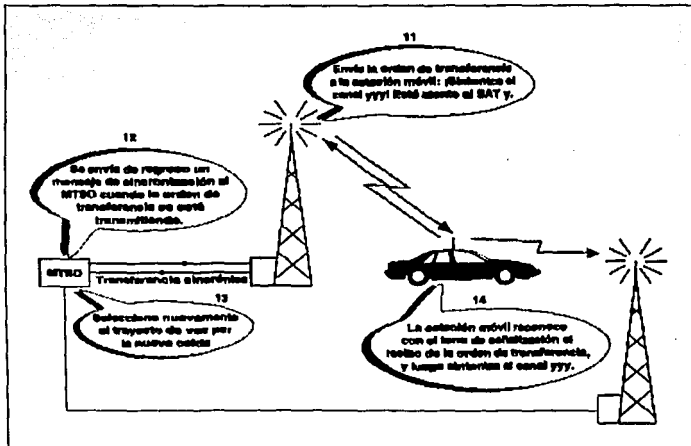 11
Envía la orden de transferencia
a la estación móvil: ¡Sintonice el
canal yyy! Esté atento al SAT y.
12
Se envía de regreso un
mensaje de sincronización al
MTSO cuando la orden de
transferencia se está
transmitiendo.
MTSO
Transferencia sincrónica
13
Selecciona nuevamente
el trayecto de voz por
la nueva celda
14
La estación móvil reconoce
con el tono de señalización el
recibo de la orden de transferencia,
y luego sintoniza el canal yyy.